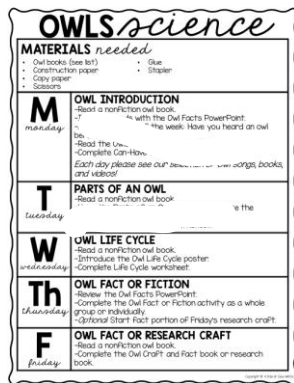 OWLS science
MATERIALS needed
• Owl books (see list)
• Construction paper
• Copy paper
• Scissors
• Glue
• Stapler
M
monday
OWL INTRODUCTION
-Read a nonfiction owl book.
with the Owl Facts PowerPoint.
the week: Have you heard an owl
-Read the
-Complete
Each day please see our songs, books,
and videos!
T
tuesday
PARTS OF AN OWL
-Read a nonfiction owl book
the
W
wednesday
OWL LIFE CYCLE
-Read a nonfiction owl book.
-Introduce the Owl Life Cycle poster
-Complete Owl Life Cycle worksheet.
Th
thursday
OWL FACT OR FICTION
-Review the Owl Facts PowerPoint.
-Complete the Owl Fact or Fiction activity as a whole
group or individually.
-Optional: Start Fact portion of Friday's research craft.
F
friday
OWL FACT OR RESEARCH CRAFT
-Read a nonfiction owl book.
-Complete the Owl Craft and Fact book or research
book.